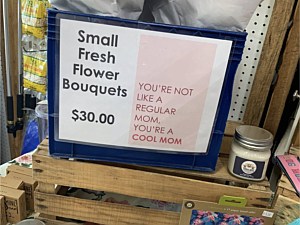 Small
Fresh
Flower
Bouquets
$30.00
YOU'RE NOT
LIKE A
REGULAR
MOM,
YOU'RE A
COOL MOM